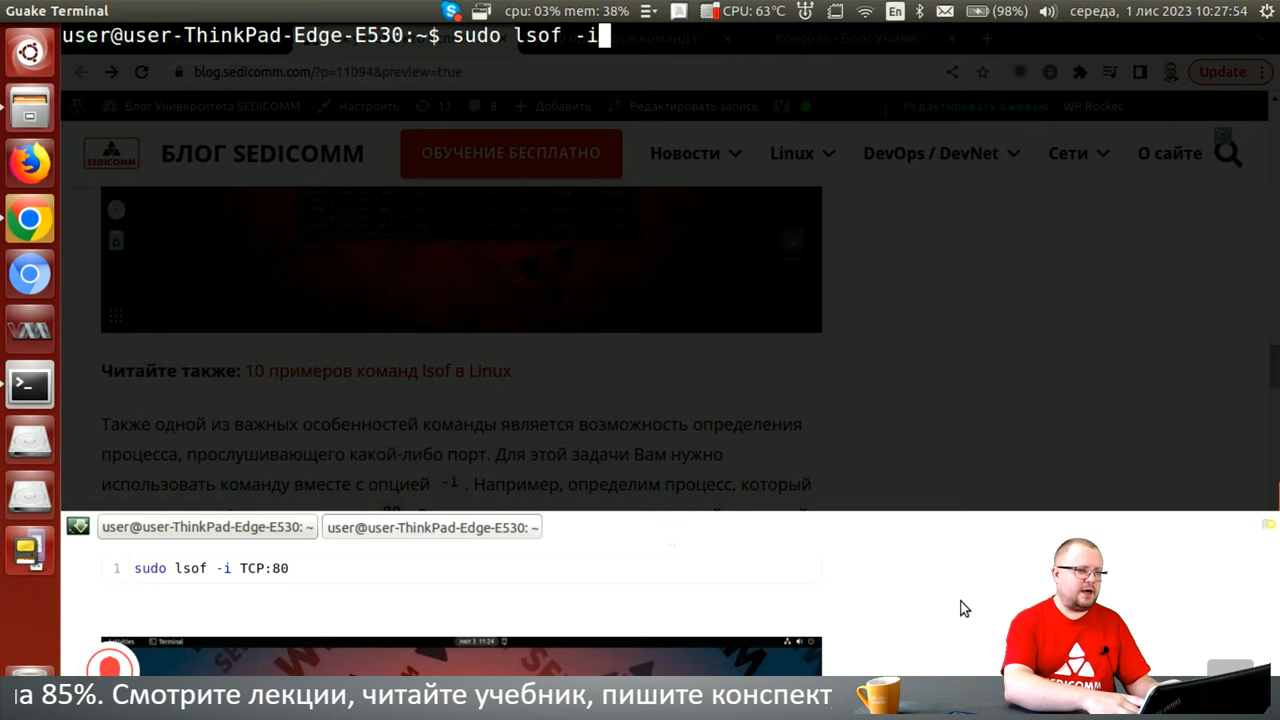 Guake Terminal
cpu: 03% mem: 38%
CPU: 63°C
En
(98%)
середа, 1 лис 2023 10:27:54
user@user-ThinkPad-Edge-E530:~$ sudo lsof -i
Консоль
blog.sedicomm.com/?p=11094&preview=true
Update
Блог Университета SEDICOMM
Настроить
13
8
Добавить
Редактировать запись
Редактировать вживую
WP Rocket
SEDICOMM
БЛОГ SEDICOMM
ОБУЧЕНИЕ БЕСПЛАТНО
Новости
Linux
DevOps / DevNet
Сети
О сайте
Читайте также: 10 примеров команд lsof в Linux
Также одной из важных особенностей команды является возможность определения
процесса, прослушивающего какой-либо порт. Для этой задачи Вам нужно
использовать команду вместе с опцией -i . Например, определим процесс, который
user@user-ThinkPad-Edge-E530: ~
user@user-ThinkPad-Edge-E530: ~
1 sudo lsof -i TCP:80
Terminal
SEDICOMM
на 85%. Смотрите лекции, читайте учебник, пишите конспект